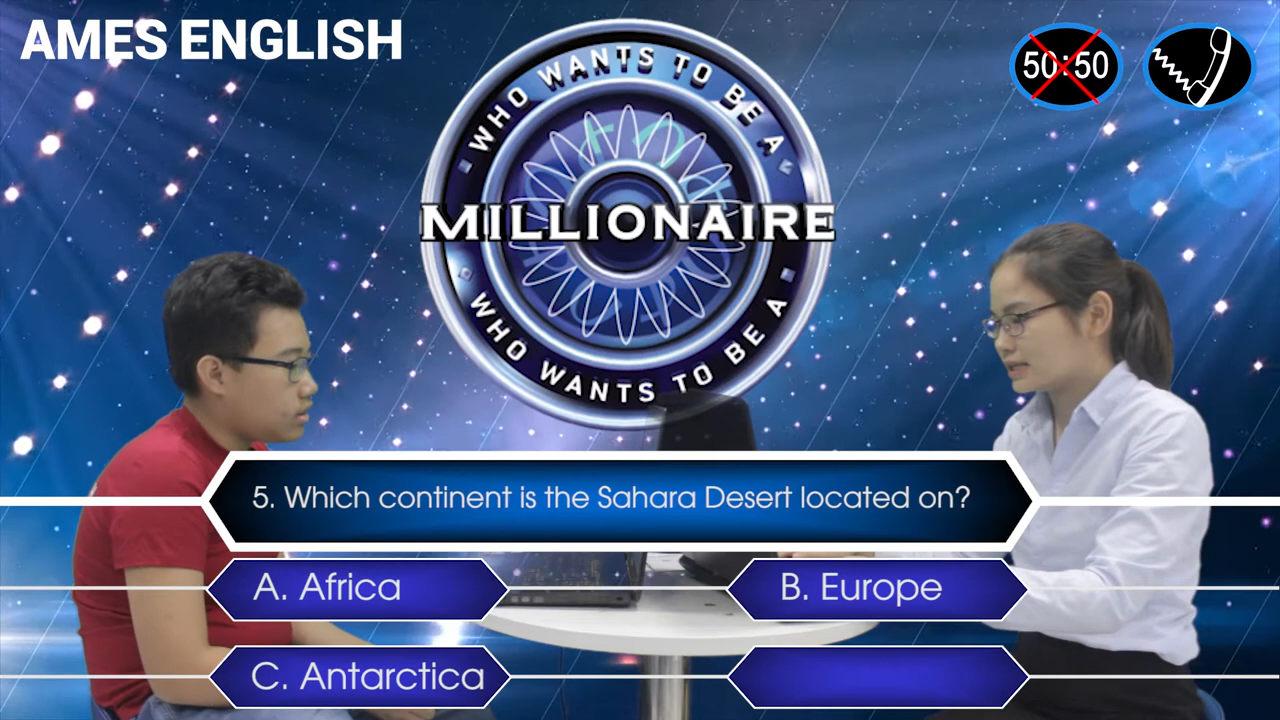 AMES ENGLISH
50:50
WHO WANTS TO BE A
MILLIONAIRE
WHO WANTS TO BE A
5. Which continent is the Sahara Desert located on?
A. Africa
B. Europe
C. Antarctica